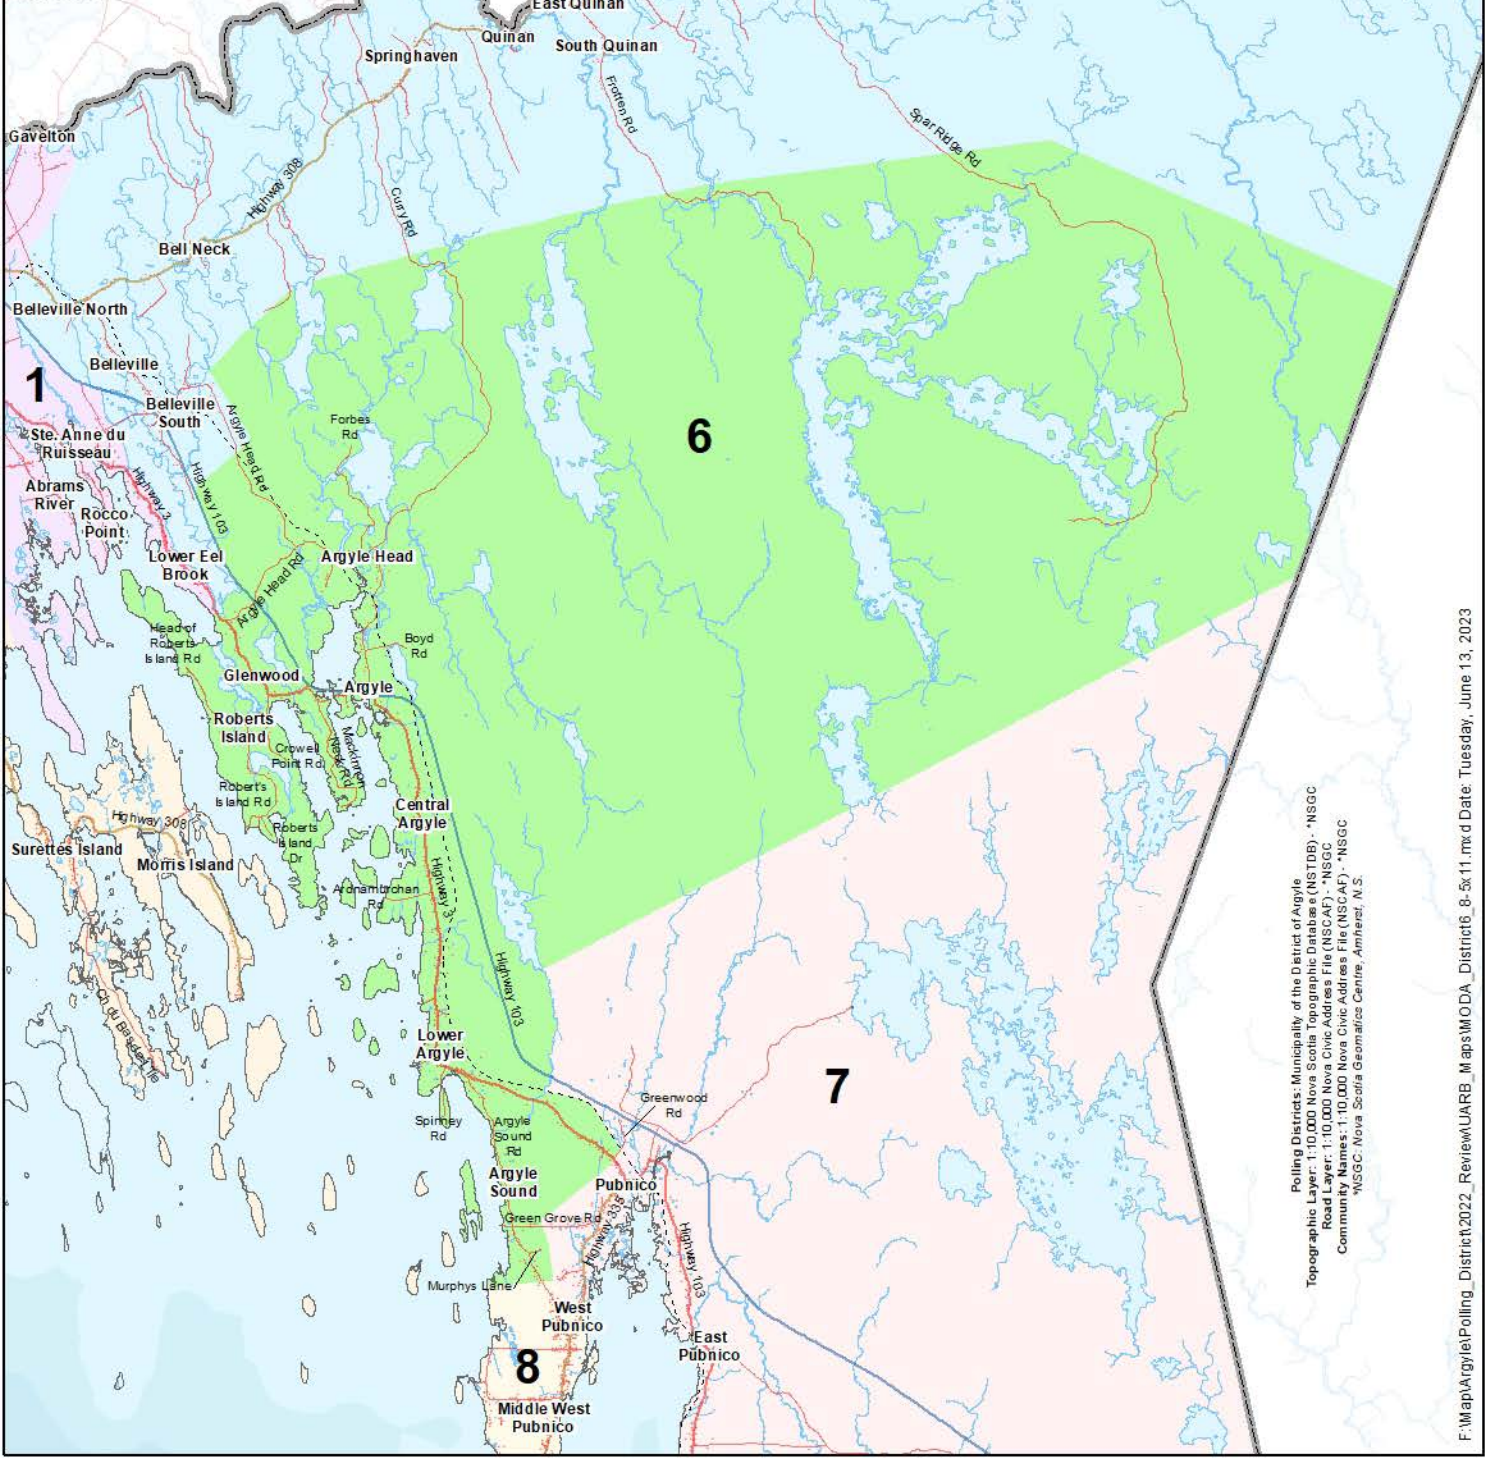 East Quinan
Quinan
South Quinan
Springhaven
Frotten Rd
Spar Ridge Rd
Gavelton
Highway 308
Curry Rd
Bell Neck
Belleville North
Belleville
1
Belleville
South
Argyle Head Rd
Forbes
Rd
6
Ste. Anne du
Ruisseau
Highway 3
Highway 103
Abrams
River
Rocco
Point
Lower Eel
Brook
Argyle Head
Argyle Head Rd
Head of
Roberts
Island Rd
Boyd
Rd
Glenwood
Argyle
Roberts
Island
Crowell
Point Rd
Mackinnon
Neck Rd
Robert's
Island Rd
Central
Argyle
Highway 308
Roberts
Island
Dr
Surettes Island
Morris Island
Ardnamurchan
Rd
Highway 3
Highway 103
Lower
Argyle
7
Greenwood
Rd
Spinney
Rd
Argyle
Sound
Rd
Argyle
Sound
Pubnico
Green Grove Rd
Highway 335
Highway 103
Murphys Lane
West
Pubnico
East
Pubnico
8
Middle West
Pubnico
Polling Districts: Municipality of the District of Argyle
Topographic Layer: 1:10,000 Nova Scotia Topographic Database (NSTDB) - *NSGC
Road Layer: 1:10,000 Nova Civic Address File (NSCAF) - *NSGC
Community Names: 1:10,000 Nova Civic Address File (NSCAF) - *NSGC
*NSGC: Nova Scotia Geomatics Centre, Amherst, N.S.
F:\Map\Argyle\Polling_District\2022_Review\UARB_Maps\MODA_District6_8-5x11.mxd Date: Tuesday, June 13, 2023